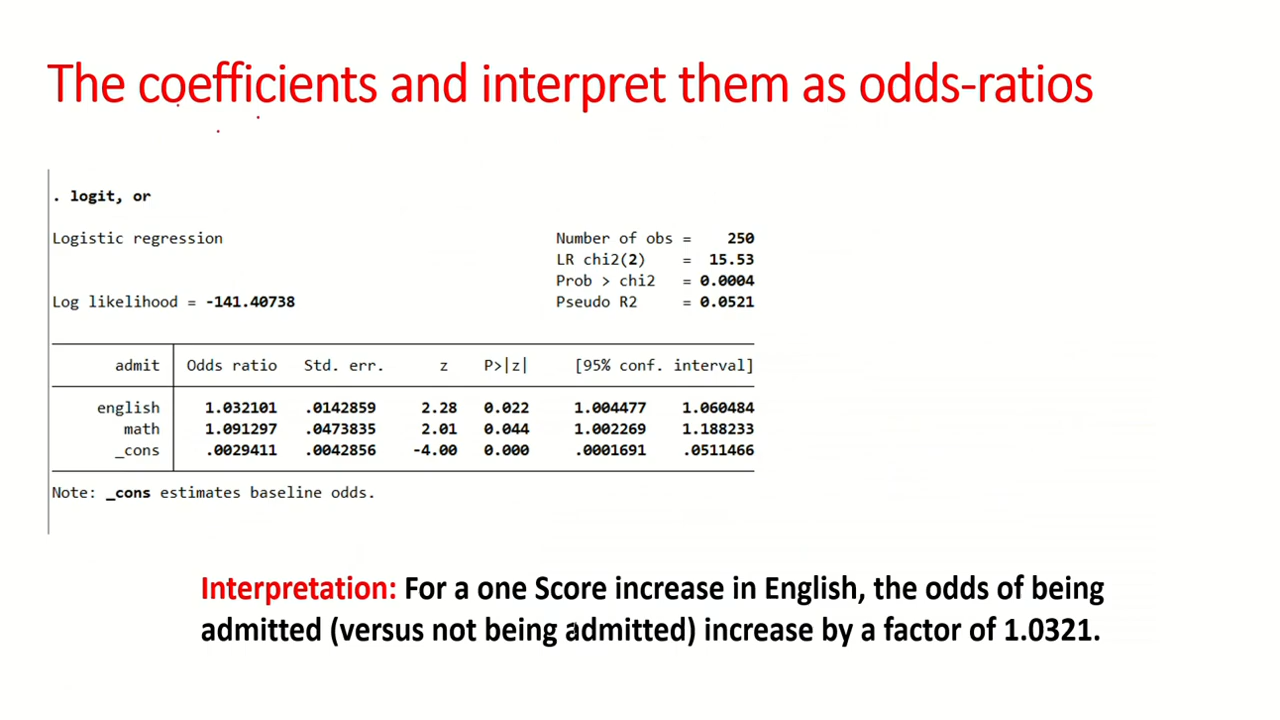 The coefficients and interpret them as odds-ratios
. logit, or
Logistic regression Number of obs = 250
LR chi2(2) = 15.53
Prob > chi2 = 0.0004
Log likelihood = -141.40738 Pseudo R2 = 0.0521
admit Odds ratio Std. err. z P>|z| [95% conf. interval]
english 1.032101 .0142859 2.28 0.022 1.004477 1.060484
math 1.091297 .0473835 2.01 0.044 1.002269 1.188233
_cons .0029411 .0042856 -4.00 0.000 .0001691 .0511466
Note: _cons estimates baseline odds.
Interpretation: For a one Score increase in English, the odds of being
admitted (versus not being admitted) increase by a factor of 1.0321.